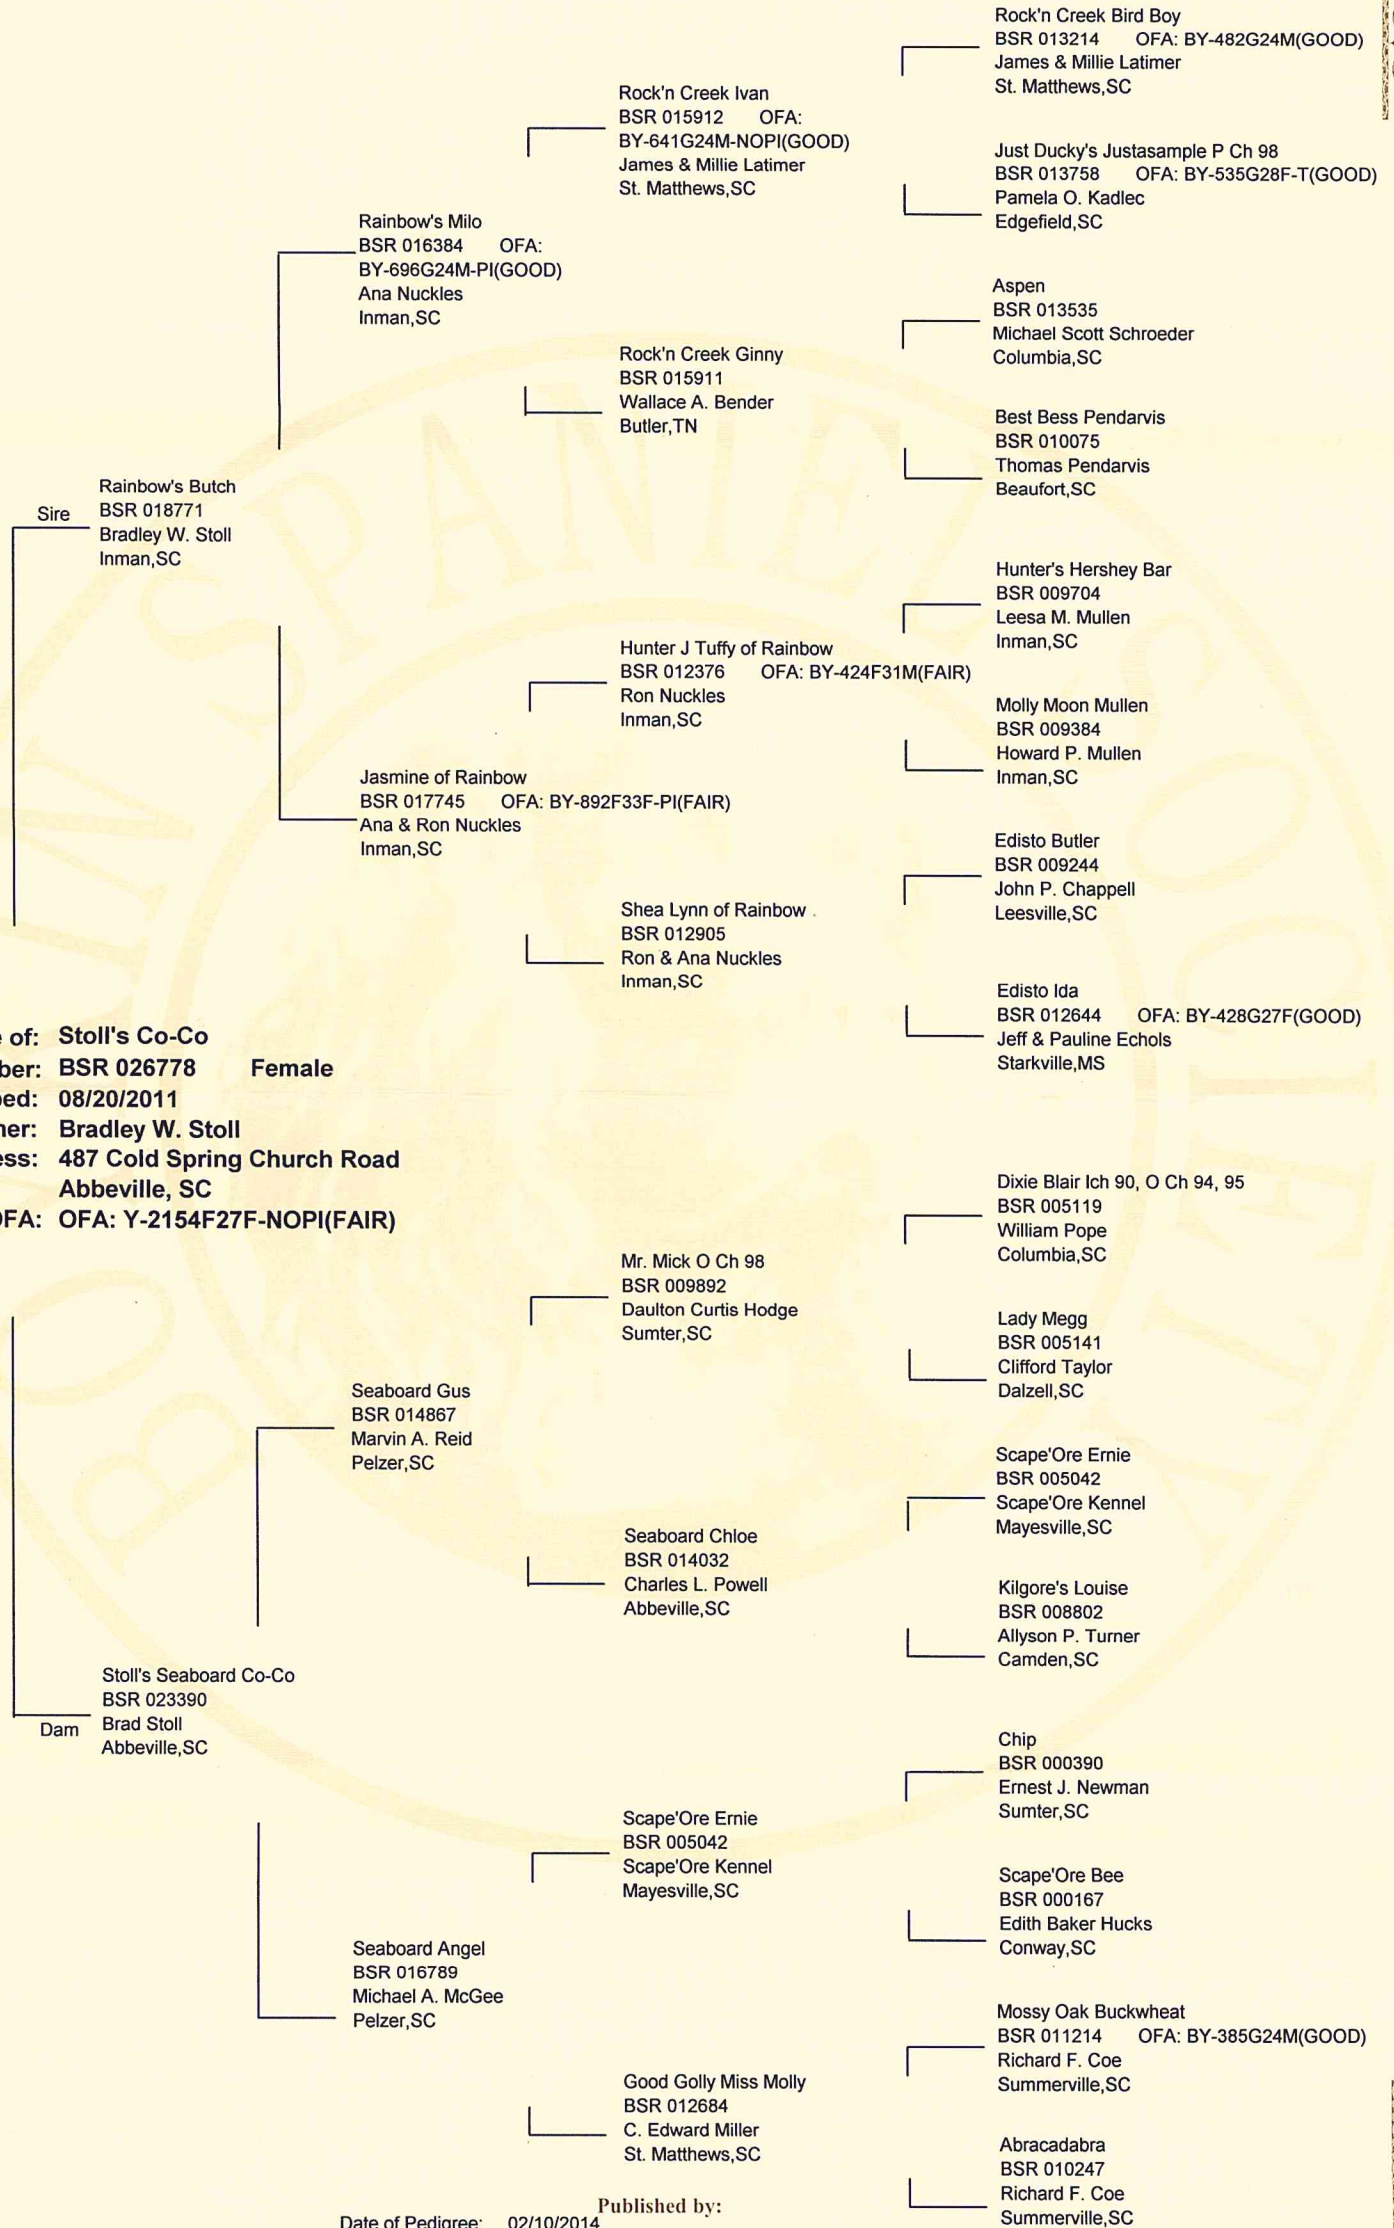 Rock'n Creek Bird Boy
BSR 013214 OFA: BY-482G24M(GOOD)
James & Millie Latimer
St. Matthews,SC
Rock'n Creek Ivan
BSR 015912 OFA:
BY-641G24M-NOPI(GOOD)
James & Millie Latimer
St. Matthews,SC
Just Ducky's Justasample P Ch 98
BSR 013758 OFA: BY-535G28F-T(GOOD)
Pamela O. Kadlec
Edgefield,SC
Rainbow's Milo
BSR 016384 OFA:
BY-696G24M-PI(GOOD)
Ana Nuckles
Inman,SC
Aspen
BSR 013535
Michael Scott Schroeder
Columbia,SC
Rock'n Creek Ginny
BSR 015911
Wallace A. Bender
Butler,TN
Best Bess Pendarvis
BSR 010075
Thomas Pendarvis
Beaufort,SC
Sire
Rainbow's Butch
BSR 018771
Bradley W. Stoll
Inman,SC
Hunter's Hershey Bar
BSR 009704
Leesa M. Mullen
Inman,SC
Hunter J Tuffy of Rainbow
BSR 012376 OFA: BY-424F31M(FAIR)
Ron Nuckles
Inman,SC
Molly Moon Mullen
BSR 009384
Howard P. Mullen
Inman,SC
Jasmine of Rainbow
BSR 017745 OFA: BY-892F33F-PI(FAIR)
Ana & Ron Nuckles
Inman,SC
Edisto Butler
BSR 009244
John P. Chappell
Leesville,SC
Shea Lynn of Rainbow
BSR 012905
Ron & Ana Nuckles
Inman,SC
Edisto Ida
BSR 012644 OFA: BY-428G27F(GOOD)
Jeff & Pauline Echols
Starkville,MS
of: Stoll's Co-Co
ber: BSR 026778 Female
ped: 08/20/2011
ner: Bradley W. Stoll
ess: 487 Cold Spring Church Road
Abbeville, SC
OFA: OFA: Y-2154F27F-NOPI(FAIR)
Dixie Blair Ich 90, O Ch 94, 95
BSR 005119
William Pope
Columbia,SC
Mr. Mick O Ch 98
BSR 009892
Daulton Curtis Hodge
Sumter,SC
Lady Megg
BSR 005141
Clifford Taylor
Dalzell,SC
Seaboard Gus
BSR 014867
Marvin A. Reid
Pelzer,SC
Scape'Ore Ernie
BSR 005042
Scape'Ore Kennel
Mayesville,SC
Seaboard Chloe
BSR 014032
Charles L. Powell
Abbeville,SC
Kilgore's Louise
BSR 008802
Allyson P. Turner
Camden,SC
Dam
Stoll's Seaboard Co-Co
BSR 023390
Brad Stoll
Abbeville,SC
Chip
BSR 000390
Ernest J. Newman
Sumter,SC
Scape'Ore Ernie
BSR 005042
Scape'Ore Kennel
Mayesville,SC
Scape'Ore Bee
BSR 000167
Edith Baker Hucks
Conway,SC
Seaboard Angel
BSR 016789
Michael A. McGee
Pelzer,SC
Mossy Oak Buckwheat
BSR 011214 OFA: BY-385G24M(GOOD)
Richard F. Coe
Summerville,SC
Good Golly Miss Molly
BSR 012684
C. Edward Miller
St. Matthews,SC
Abracadabra
BSR 010247
Richard F. Coe
Summerville,SC
Published by:
Date of Pedigree: 02/10/2014
BOYKIN SPANIEL SOCIETY